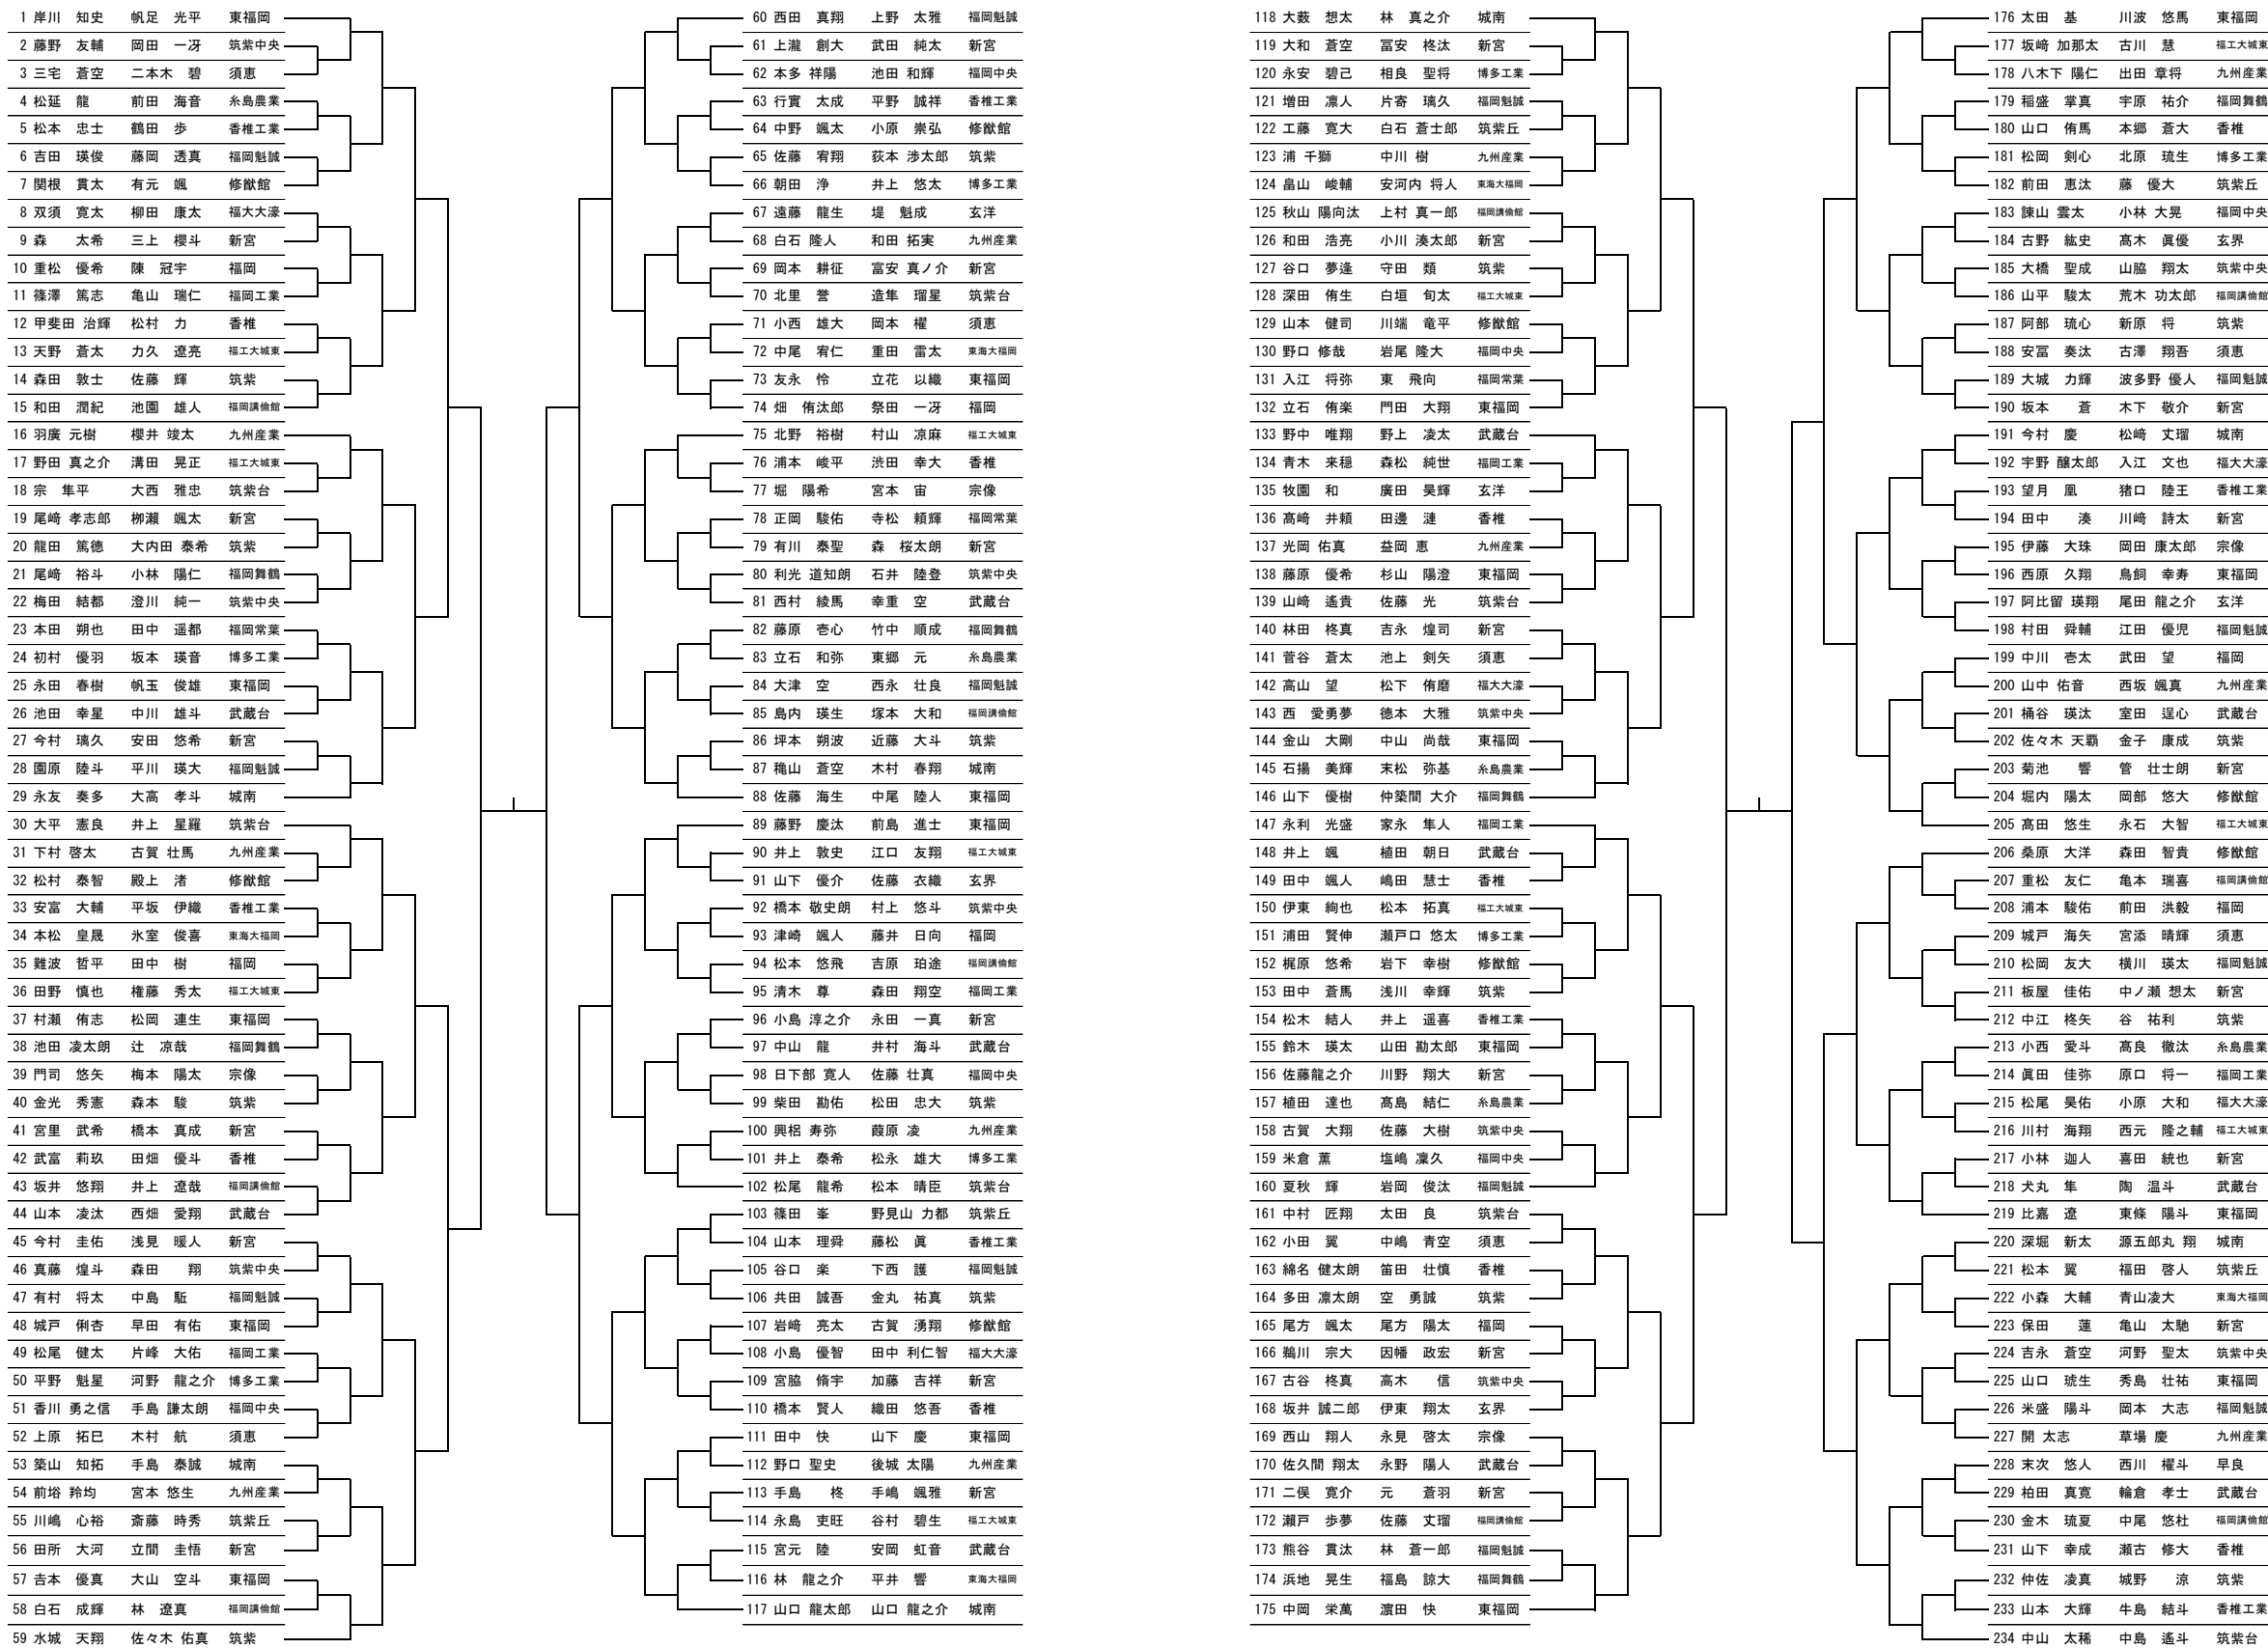 1 岸川 知史 帆足 光平 東福岡
2 藤野 友輔 岡田 一冴 筑紫中央
3 三宅 蒼空 二本木 碧 須恵
4 松延 龍 前田 海音 糸島農業
5 松本 忠士 鶴田 歩 香椎工業
6 吉田 瑛俊 藤岡 透真 福岡魁誠
7 関根 貫太 有元 颯 修猷館
8 双須 寛太 柳田 康太 福大大濠
9 森 太希 三上 櫻斗 新宮
10 重松 優希 陳 冠宇 福岡
11 篠澤 篤志 亀山 瑞仁 福岡工業
12 甲斐田 治輝 松村 力 香椎
13 天野 蒼太 力久 遼亮 福工大城東
14 森田 敦士 佐藤 輝 筑紫
15 和田 潤紀 池園 雄人 福岡講倫館
16 羽廣 元樹 櫻井 竣太 九州産業
17 野田 真之介 溝田 晃正 福工大城東
18 宗 隼平 大西 雅忠 筑紫台
19 尾﨑 孝志郎 栁瀨 颯太 新宮
20 龍田 篤徳 大内田 泰希 筑紫
21 尾﨑 裕斗 小林 陽仁 福岡舞鶴
22 梅田 結都 澄川 純一 筑紫中央
23 本田 朔也 田中 遥都 福岡常葉
24 初村 優羽 坂本 瑛音 博多工業
25 永田 春樹 帆玉 俊雄 東福岡
26 池田 幸星 中川 雄斗 武蔵台
27 今村 璃久 安田 悠希 新宮
28 園原 陸斗 平川 瑛大 福岡魁誠
29 永友 奏多 大高 孝斗 城南
30 大平 憲良 井上 星羅 筑紫台
31 下村 啓太 古賀 壮馬 九州産業
32 松村 泰智 殿上 渚 修猷館
33 安富 大輔 平坂 伊織 香椎工業
34 本松 皇晟 氷室 俊喜 東海大福岡
35 難波 哲平 田中 樹 福岡
36 田野 慎也 権藤 秀太 福工大城東
37 村瀬 侑志 松岡 連生 東福岡
38 池田 凌太朗 辻 凉哉 福岡舞鶴
39 門司 悠矢 梅本 陽太 宗像
40 金光 秀憲 森本 駿 筑紫
41 宮里 武希 橋本 真成 新宮
42 武富 莉玖 田畑 優斗 香椎
43 坂井 悠翔 井上 遼哉 福岡講倫館
44 山本 凌汰 西畑 愛翔 武蔵台
45 今村 圭佑 浅見 暖人 新宮
46 真藤 煌斗 森田 翔 筑紫中央
47 有村 将太 中島 駈 福岡魁誠
48 城戸 俐杏 早田 有佑 東福岡
49 松尾 健太 片峰 大佑 福岡工業
50 平野 魁星 河野 龍之介 博多工業
51 香川 勇之信 手島 謙太朗 福岡中央
52 上原 拓巳 木村 航 須恵
53 築山 知拓 手島 泰誠 城南
54 前培 羚均 宮本 悠生 九州産業
55 川嶋 心裕 斎藤 時秀 筑紫丘
56 田所 大河 立間 圭悟 新宮
57 吉本 優真 大山 空斗 東福岡
58 白石 成輝 林 遼真 福岡講倫館
59 水城 天翔 佐々木 佑真 筑紫
60 西田 真翔 上野 太雅 福岡魁誠
61 上瀧 創大 武田 純太 新宮
62 本多 祥陽 池田 和輝 福岡中央
63 行實 太成 平野 誠祥 香椎工業
64 中野 颯太 小原 崇弘 修猷館
65 佐藤 宥翔 荻本 渉太郎 筑紫
66 朝田 浄 井上 悠太 博多工業
67 遠藤 龍生 堤 魁成 玄洋
68 白石 隆人 和田 拓実 九州産業
69 岡本 耕征 富安 真ノ介 新宮
70 北里 誉 造隼 瑠星 筑紫台
71 小西 雄大 岡本 櫂 須恵
72 中尾 宥仁 重田 雷太 東海大福岡
73 友永 怜 立花 以織 東福岡
74 畑 侑汰郎 祭田 一冴 福岡
75 北野 裕樹 村山 凉麻 福工大城東
76 浦本 峻平 渋田 幸大 香椎
77 堀 陽希 宮本 宙 宗像
78 正岡 駿佑 寺松 頼輝 福岡常葉
79 有川 泰聖 森 桜太朗 新宮
80 利光 道知朗 石井 陸登 筑紫中央
81 西村 綾馬 幸重 空 武蔵台
82 藤原 壱心 竹中 順成 福岡舞鶴
83 立石 和弥 東郷 元 糸島農業
84 大津 空 西永 壮良 福岡魁誠
85 島内 瑛生 塚本 大和 福岡講倫館
86 坪本 朔波 近藤 大斗 筑紫
87 穐山 蒼空 木村 春翔 城南
88 佐藤 海生 中尾 陸人 東福岡
89 藤野 慶汰 前島 進士 東福岡
90 井上 敦史 江口 友翔 福工大城東
91 山下 優介 佐藤 衣織 玄界
92 橋本 敬史朗 村上 悠斗 筑紫中央
93 津崎 颯人 藤井 日向 福岡
94 松本 悠飛 吉原 珀途 福岡講倫館
95 清木 尊 森田 翔空 福岡工業
96 小島 淳之介 永田 一真 新宮
97 中山 龍 井村 海斗 武蔵台
98 日下部 寛人 佐藤 壮真 福岡中央
99 柴田 勘佑 松田 忠大 筑紫
100 興梠 寿弥 葭原 凌 九州産業
101 井上 泰希 松永 雄大 博多工業
102 松尾 龍希 松本 晴臣 筑紫台
103 篠田 峯 野見山 力都 筑紫丘
104 山本 理舜 藤松 眞 香椎工業
105 谷口 楽 下西 護 福岡魁誠
106 共田 誠吾 金丸 祐真 筑紫
107 岩﨑 亮太 古賀 湧翔 修猷館
108 小島 優智 田中 利仁智 福大大濠
109 宮脇 脩宇 加藤 吉祥 新宮
110 橋本 賢人 織田 悠吾 香椎
111 田中 快 山下 慶 東福岡
112 野口 聖史 後城 太陽 九州産業
113 手島 柊 手嶋 颯雅 新宮
114 永島 吏旺 谷村 碧生 福工大城東
115 宮元 陸 安岡 虹音 武蔵台
116 林 龍之介 平井 響 東海大福岡
117 山口 龍太郎 山口 龍之介 城南
118 大薮 想太 林 真之介 城南
119 大和 蒼空 冨安 柊汰 新宮
120 永安 碧己 相良 聖将 博多工業
121 増田 凛人 片寄 璃久 福岡魁誠
122 工藤 寛大 白石 蒼士郎 筑紫丘
123 浦 千獅 中川 樹 九州産業
124 畠山 峻輔 安河内 将人 東海大福岡
125 秋山 陽向汰 上村 真一郎 福岡講倫館
126 和田 浩亮 小川 湊太郎 新宮
127 谷口 夢逢 守田 類 筑紫
128 深田 侑生 白垣 旬太 福工大城東
129 山本 健司 川端 竜平 修猷館
130 野口 修哉 岩尾 隆大 福岡中央
131 入江 将弥 東 飛向 福岡常葉
132 立石 侑楽 門田 大翔 東福岡
133 野中 唯翔 野上 凌太 武蔵台
134 青木 来穏 森松 純世 福岡工業
135 牧園 和 廣田 昊輝 玄洋
136 髙﨑 井頼 田邊 漣 香椎
137 光岡 佑真 益岡 恵 九州産業
138 藤原 優希 杉山 陽澄 東福岡
139 山﨑 遙貴 佐藤 光 筑紫台
140 林田 柊真 吉永 煌司 新宮
141 菅谷 蒼太 池上 剣矢 須恵
142 高山 望 松下 侑磨 福大大濠
143 西 愛勇夢 德本 大雅 筑紫中央
144 金山 大剛 中山 尚哉 東福岡
145 石揚 美輝 末松 弥基 糸島農業
146 山下 優樹 仲築間 大介 福岡舞鶴
147 永利 光盛 家永 隼人 福岡工業
148 井上 颯 植田 朝日 武蔵台
149 田中 颯人 嶋田 慧士 香椎
150 伊東 絢也 松本 拓真 福工大城東
151 浦田 賢伸 瀬戸口 悠太 博多工業
152 梶原 悠希 岩下 幸樹 修猷館
153 田中 蒼馬 浅川 幸輝 筑紫
154 松木 結人 井上 遥喜 香椎工業
155 鈴木 瑛太 山田 勘太郎 東福岡
156 佐藤龍之介 川野 翔大 新宮
157 植田 達也 髙島 結仁 糸島農業
158 古賀 大翔 佐藤 大樹 筑紫中央
159 米倉 薫 塩嶋 凜久 福岡中央
160 夏秋 輝 岩岡 俊汰 福岡魁誠
161 中村 匠翔 太田 良 筑紫台
162 小田 翼 中嶋 青空 須恵
163 綿名 健太朗 笛田 壮慎 香椎
164 多田 凛太朗 空 勇誠 筑紫
165 尾方 颯太 尾方 陽太 福岡
166 鵜川 宗大 因幡 政宏 新宮
167 古谷 柊真 高木 信 筑紫中央
168 坂井 誠二郎 伊東 翔太 玄界
169 西山 翔人 永見 啓太 宗像
170 佐久間 翔太 永野 陽人 武蔵台
171 二俣 寛介 元 蒼羽 新宮
172 瀨戸 歩夢 佐藤 丈瑠 福岡講倫館
173 熊谷 貫汰 林 蒼一郎 福岡魁誠
174 浜地 晃生 福島 諒大 福岡舞鶴
175 中岡 栄萬 濵田 快 東福岡
176 太田 基 川波 悠馬 東福岡
177 坂﨑 加那太 古川 慧 福工大城東
178 八木下 陽仁 出田 章将 九州産業
179 稲盛 掌真 宇原 祐介 福岡舞鶴
180 山口 侑馬 本郷 蒼大 香椎
181 松岡 剣心 北原 琉生 博多工業
182 前田 恵汰 藤 優大 筑紫丘
183 諫山 雲太 小林 大晃 福岡中央
184 古野 紘史 髙木 眞優 玄界
185 大橋 聖成 山脇 翔太 筑紫中央
186 山平 駿太 荒木 功太郎 福岡講倫館
187 阿部 琉心 新原 将 筑紫
188 安冨 奏汰 古澤 翔吾 須恵
189 大城 力輝 波多野 優人 福岡魁誠
190 坂本 蒼 木下 敬介 新宮
191 今村 慶 松﨑 丈瑠 城南
192 宇野 醸太郎 入江 文也 福大大濠
193 望月 凰 猪口 陸王 香椎工業
194 田中 湊 川﨑 詩太 新宮
195 伊藤 大珠 岡田 康太郎 宗像
196 西原 久翔 鳥飼 幸寿 東福岡
197 阿比留 瑛翔 尾田 龍之介 玄洋
198 村田 舜輔 江田 優児 福岡魁誠
199 中川 壱太 武田 望 福岡
200 山中 佑音 西坂 颯真 九州産業
201 桶谷 瑛汰 室田 逞心 武蔵台
202 佐々木 天覇 金子 康成 筑紫
203 菊池 響 管 壮士朗 新宮
204 堀内 陽太 岡部 悠大 修猷館
205 髙田 悠生 永石 大智 福工大城東
206 桑原 大洋 森田 智貴 修猷館
207 重松 友仁 亀本 瑞喜 福岡講倫館
208 浦本 駿佑 前田 洪毅 福岡
209 城戸 海矢 宮添 晴輝 須恵
210 松岡 友大 横川 瑛太 福岡魁誠
211 板屋 佳佑 中ノ瀬 想太 新宮
212 中江 柊矢 谷 祐利 筑紫
213 小西 愛斗 髙良 徹汰 糸島農業
214 眞田 佳弥 原口 将一 福岡工業
215 松尾 昊佑 小原 大和 福大大濠
216 川村 海翔 西元 隆之輔 福工大城東
217 小林 迦人 喜田 統也 新宮
218 犬丸 隼 陶 温斗 武蔵台
219 比嘉 遼 東條 陽斗 東福岡
220 深堀 新太 源五郎丸 翔 城南
221 松本 翼 福田 啓人 筑紫丘
222 小森 大輔 青山凌大 東海大福岡
223 保田 蓮 亀山 太馳 新宮
224 吉永 蒼空 河野 聖太 筑紫中央
225 山口 琥生 秀島 壮祐 東福岡
226 米盛 陽斗 岡本 大志 福岡魁誠
227 開 太志 草場 慶 九州産業
228 末次 悠人 西川 櫂斗 早良
229 柏田 真寛 輪倉 孝士 武蔵台
230 金木 琉夏 中尾 悠杜 福岡講倫館
231 山下 幸成 瀬古 修大 香椎
232 仲佐 凌真 城野 涼 筑紫
233 山本 大輝 牛島 結斗 香椎工業
234 中山 太稀 中島 遙斗 筑紫台